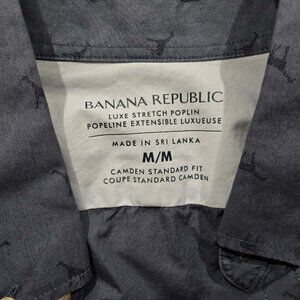 BANANA REPUBLIC
LUXE STRETCH POPLIN
POPELINE EXTENSIBLE LUXUEUSE
MADE IN SRI LANKA
M/M
CAMDEN STANDARD FIT
COUPE STANDARD CAMDEN